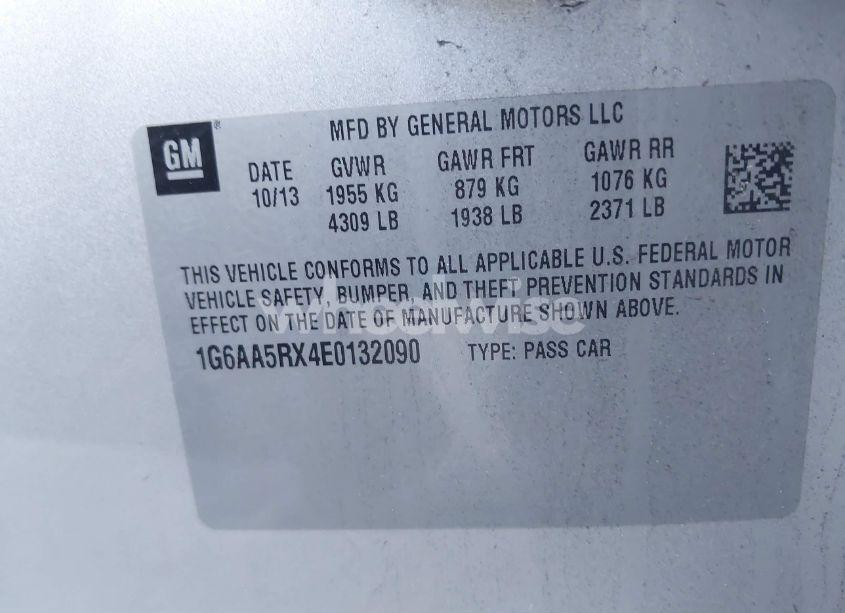 GM®
MFD BY GENERAL MOTORS LLC
DATE GVWR GAWR FRT GAWR RR
10/13 1955 KG 879 KG 1076 KG
4309 LB 1938 LB 2371 LB
THIS VEHICLE CONFORMS TO ALL APPLICABLE U.S. FEDERAL MOTOR
VEHICLE SAFETY, BUMPER, AND THEFT PREVENTION STANDARDS IN
EFFECT ON THE DATE OF MANUFACTURE SHOWN ABOVE.
wheelwise
1G6AA5RX4E0132090 TYPE: PASS CAR